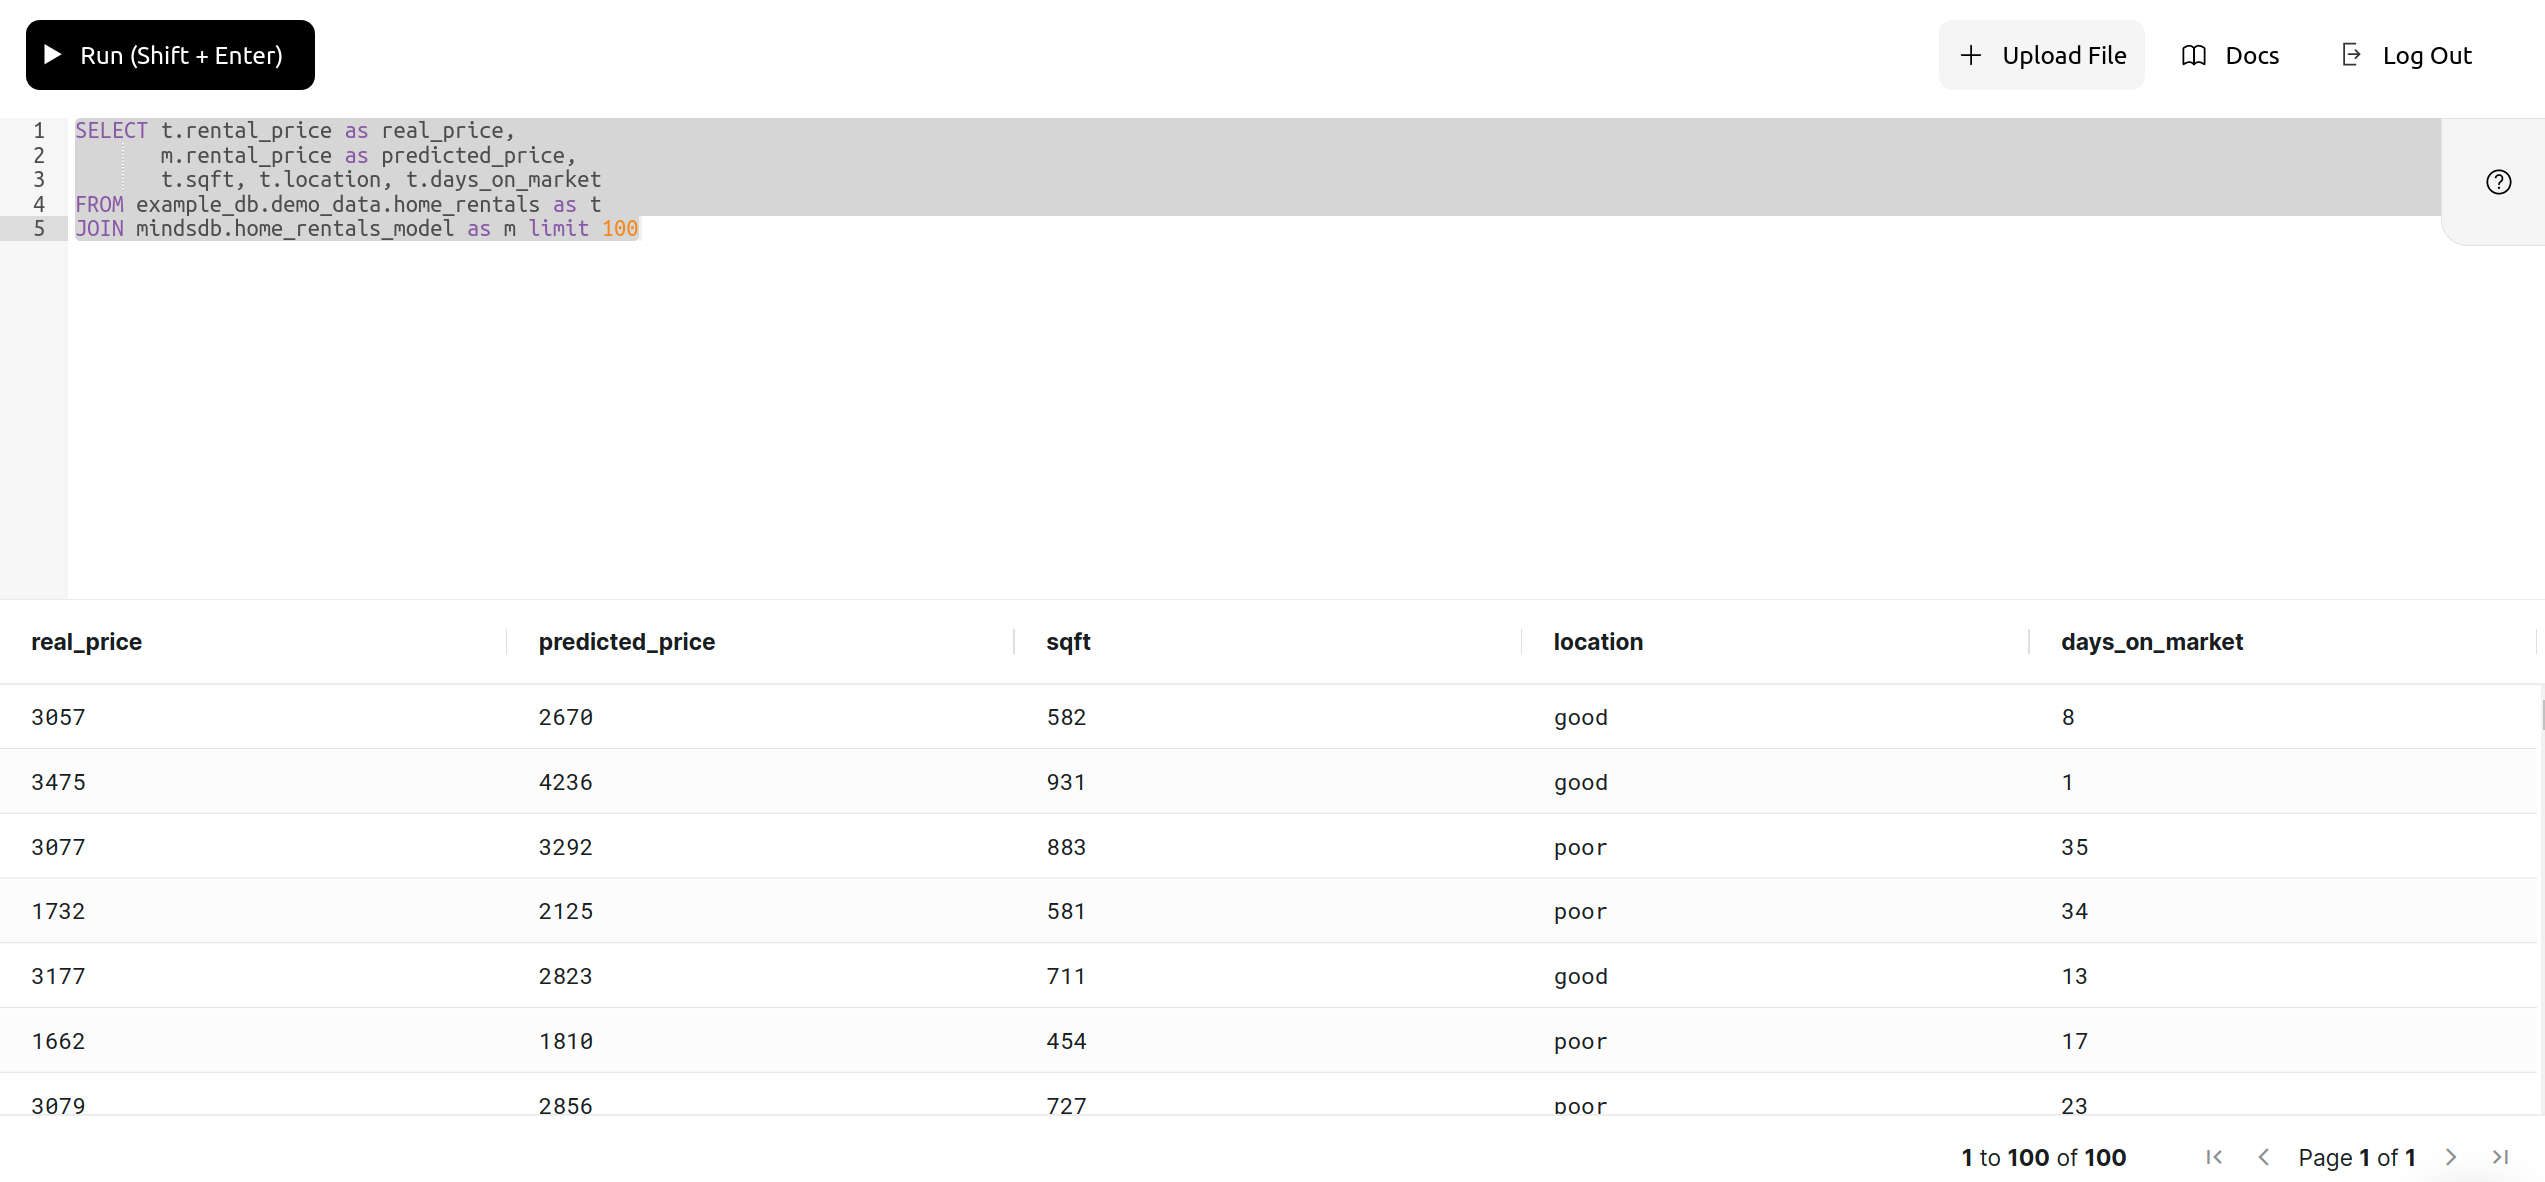 Run (Shift + Enter)
Upload File
Docs
Log Out
1 SELECT t.rental_price as real_price,
2 m.rental_price as predicted_price,
3 t.sqft, t.location, t.days_on_market
4 FROM example_db.demo_data.home_rentals as t
5 JOIN mindsdb.home_rentals_model as m limit 100
real_price predicted_price sqft location days_on_market
3057 2670 582 good 8
3475 4236 931 good 1
3077 3292 883 poor 35
1732 2125 581 poor 34
3177 2823 711 good 13
1662 1810 454 poor 17
3079 2856 727 poor 23
1 to 100 of 100
Page 1 of 1